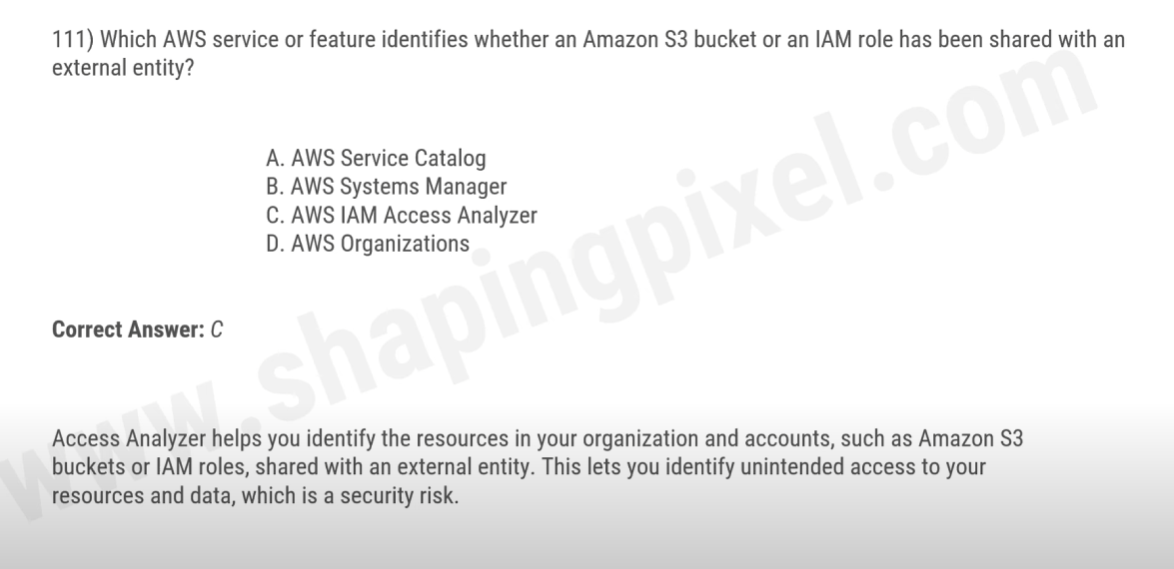 111) Which AWS service or feature identifies whether an Amazon S3 bucket or an IAM role has been shared with an
external entity?
A. AWS Service Catalog
B. AWS Systems Manager
C. AWS IAM Access Analyzer
D. AWS Organizations
Correct Answer: C
www.shapingpixel.com
Access Analyzer helps you identify the resources in your organization and accounts, such as Amazon S3
buckets or IAM roles, shared with an external entity. This lets you identify unintended access to your
resources and data, which is a security risk.